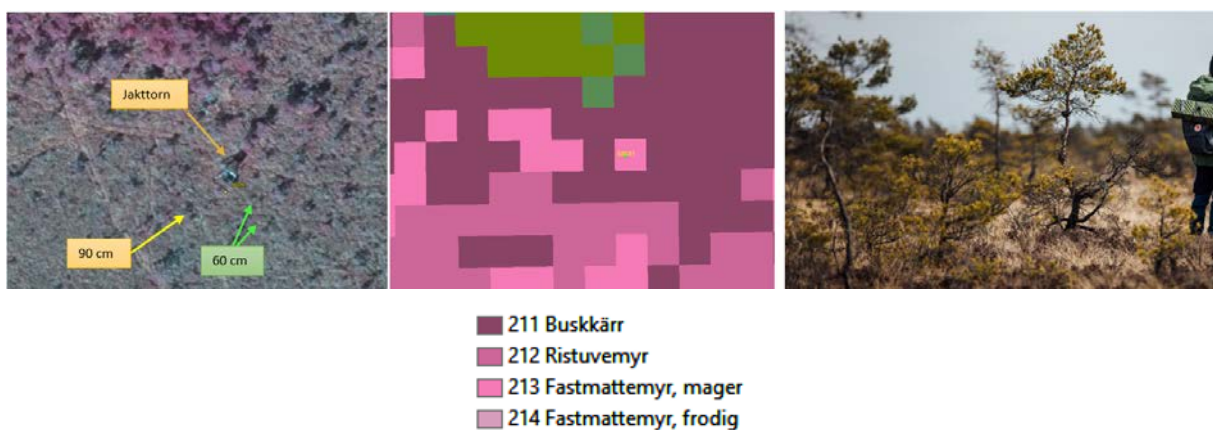 Jakttorn
90 cm
60 cm
211 Buskkärr
212 Ristuvemyr
213 Fastmattemyr, mager
214 Fastmattemyr, frodig